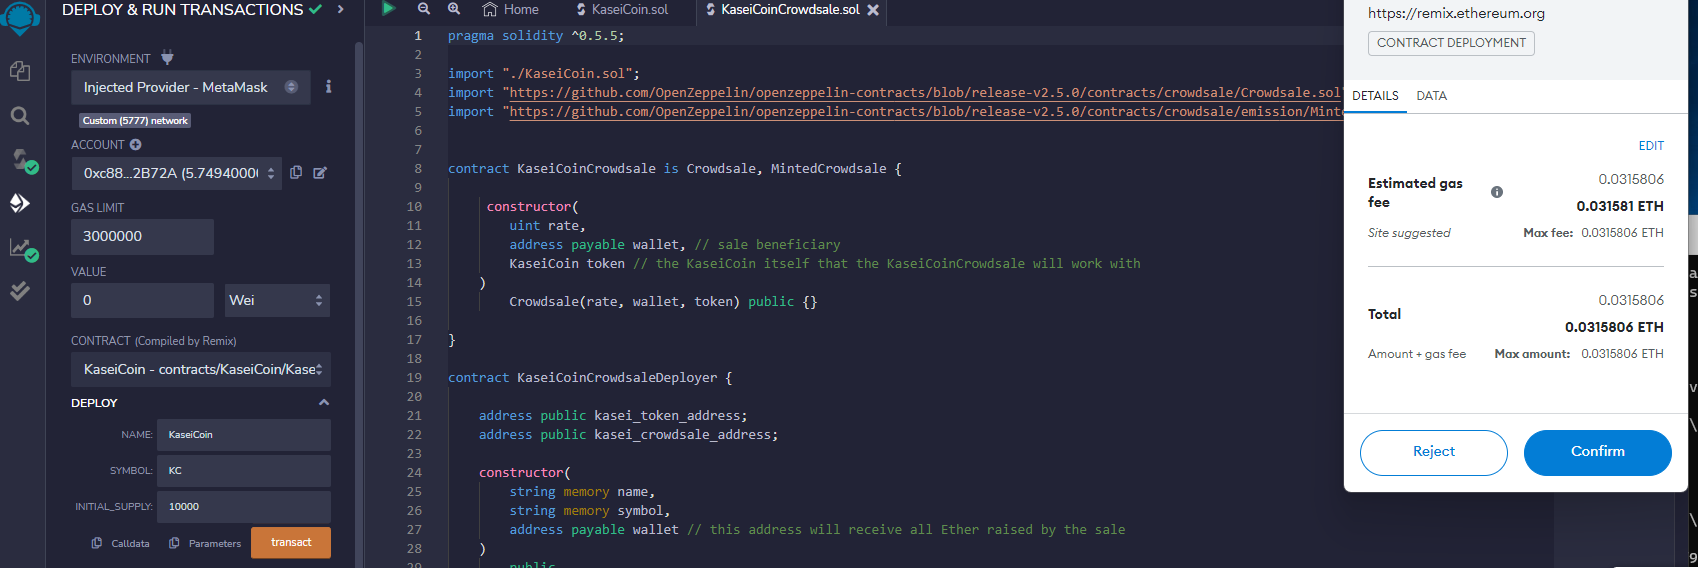 DEPLOY & RUN TRANSACTIONS
ENVIRONMENT
Injected Provider - MetaMask
Custom (5777) network
ACCOUNT
0xc88...2B72A (5.7494000
GAS LIMIT
3000000
VALUE
0 Wei
CONTRACT (Compiled by Remix)
KaseiCoin - contracts/KaseiCoin/Kase
DEPLOY
NAME: KaseiCoin
SYMBOL: KC
INITIAL_SUPPLY: 10000
Calldata Parameters transact
Home KaseiCoin.sol KaseiCoinCrowdsale.sol
1 pragma solidity ^0.5.5;
2
3 import "./KaseiCoin.sol";
4 import "https://github.com/OpenZeppelin/openzeppelin-contracts/blob/release-v2.5.0/contracts/crowdsale/Crowdsale.sol"
5 import "https://github.com/OpenZeppelin/openzeppelin-contracts/blob/release-v2.5.0/contracts/crowdsale/emission/Minte
6
7
8 contract KaseiCoinCrowdsale is Crowdsale, MintedCrowdsale {
9
10 constructor(
11 uint rate,
12 address payable wallet, // sale beneficiary
13 KaseiCoin token // the KaseiCoin itself that the KaseiCoinCrowdsale will work with
14 )
15 Crowdsale(rate, wallet, token) public {}
16
17 }
18
19 contract KaseiCoinCrowdsaleDeployer {
20
21 address public kasei_token_address;
22 address public kasei_crowdsale_address;
23
24 constructor(
25 string memory name,
26 string memory symbol,
27 address payable wallet // this address will receive all Ether raised by the sale
28 )
29 public
https://remix.ethereum.org
CONTRACT DEPLOYMENT
DETAILS DATA
EDIT
Estimated gas fee
0.0315806
0.031581 ETH
Site suggested Max fee: 0.0315806 ETH
0.0315806
Total
0.0315806 ETH
Amount + gas fee Max amount: 0.0315806 ETH
Reject Confirm